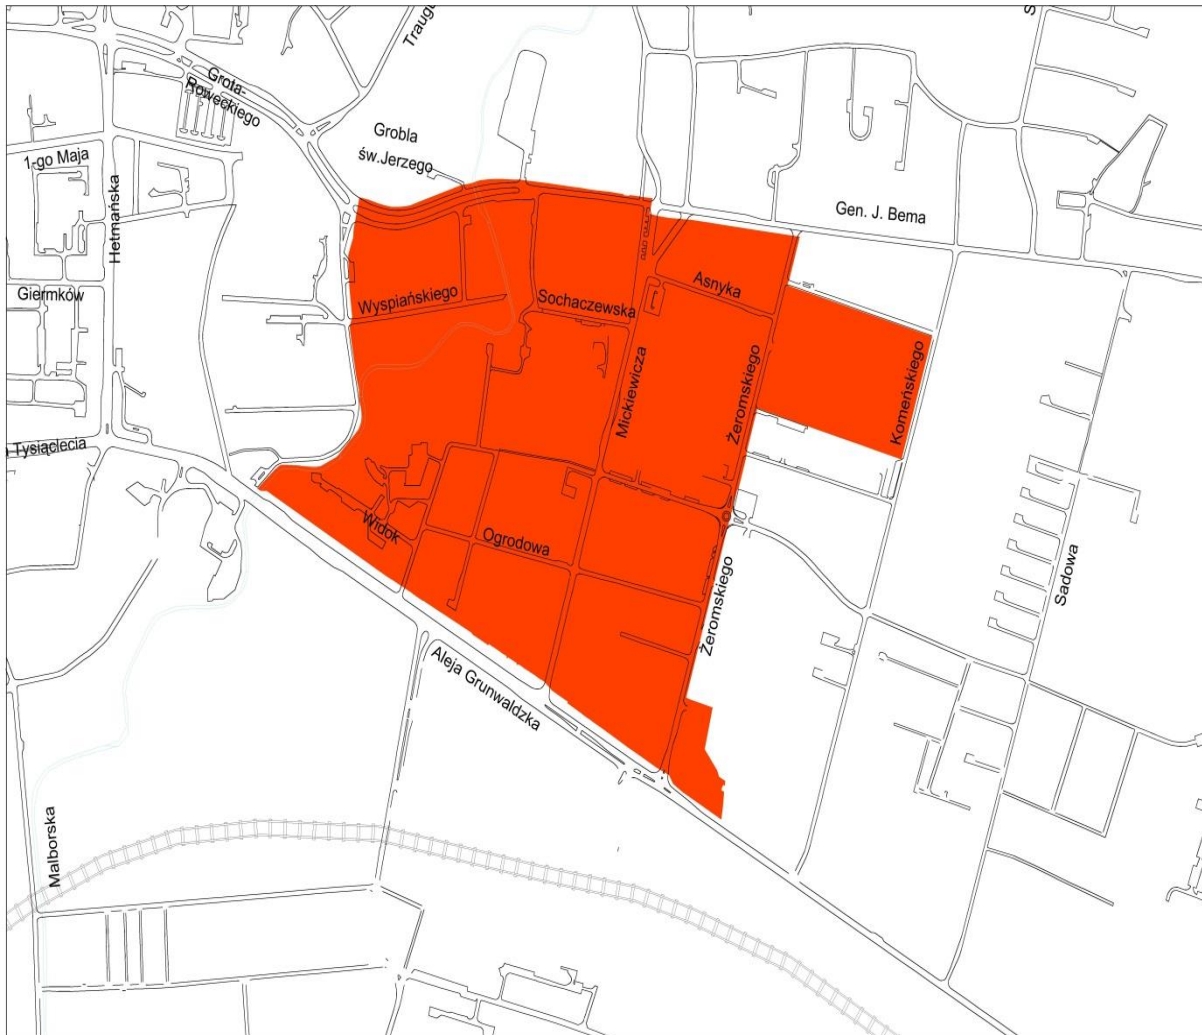 S
Traugu
Grota-
Roweckiego
Grobla
św.Jerzego
1-go Maja
Hetmańska
Gen. J. Bema
Giermków
Wyspiańskiego
Sochaczewska
Asnyka
Mickiewicza
Żeromskiego
Komeńskiego
Tysiąclecia
Widok
Ogrodowa
Żeromskiego
Sadowa
Aleja Grunwaldzka
Malborska